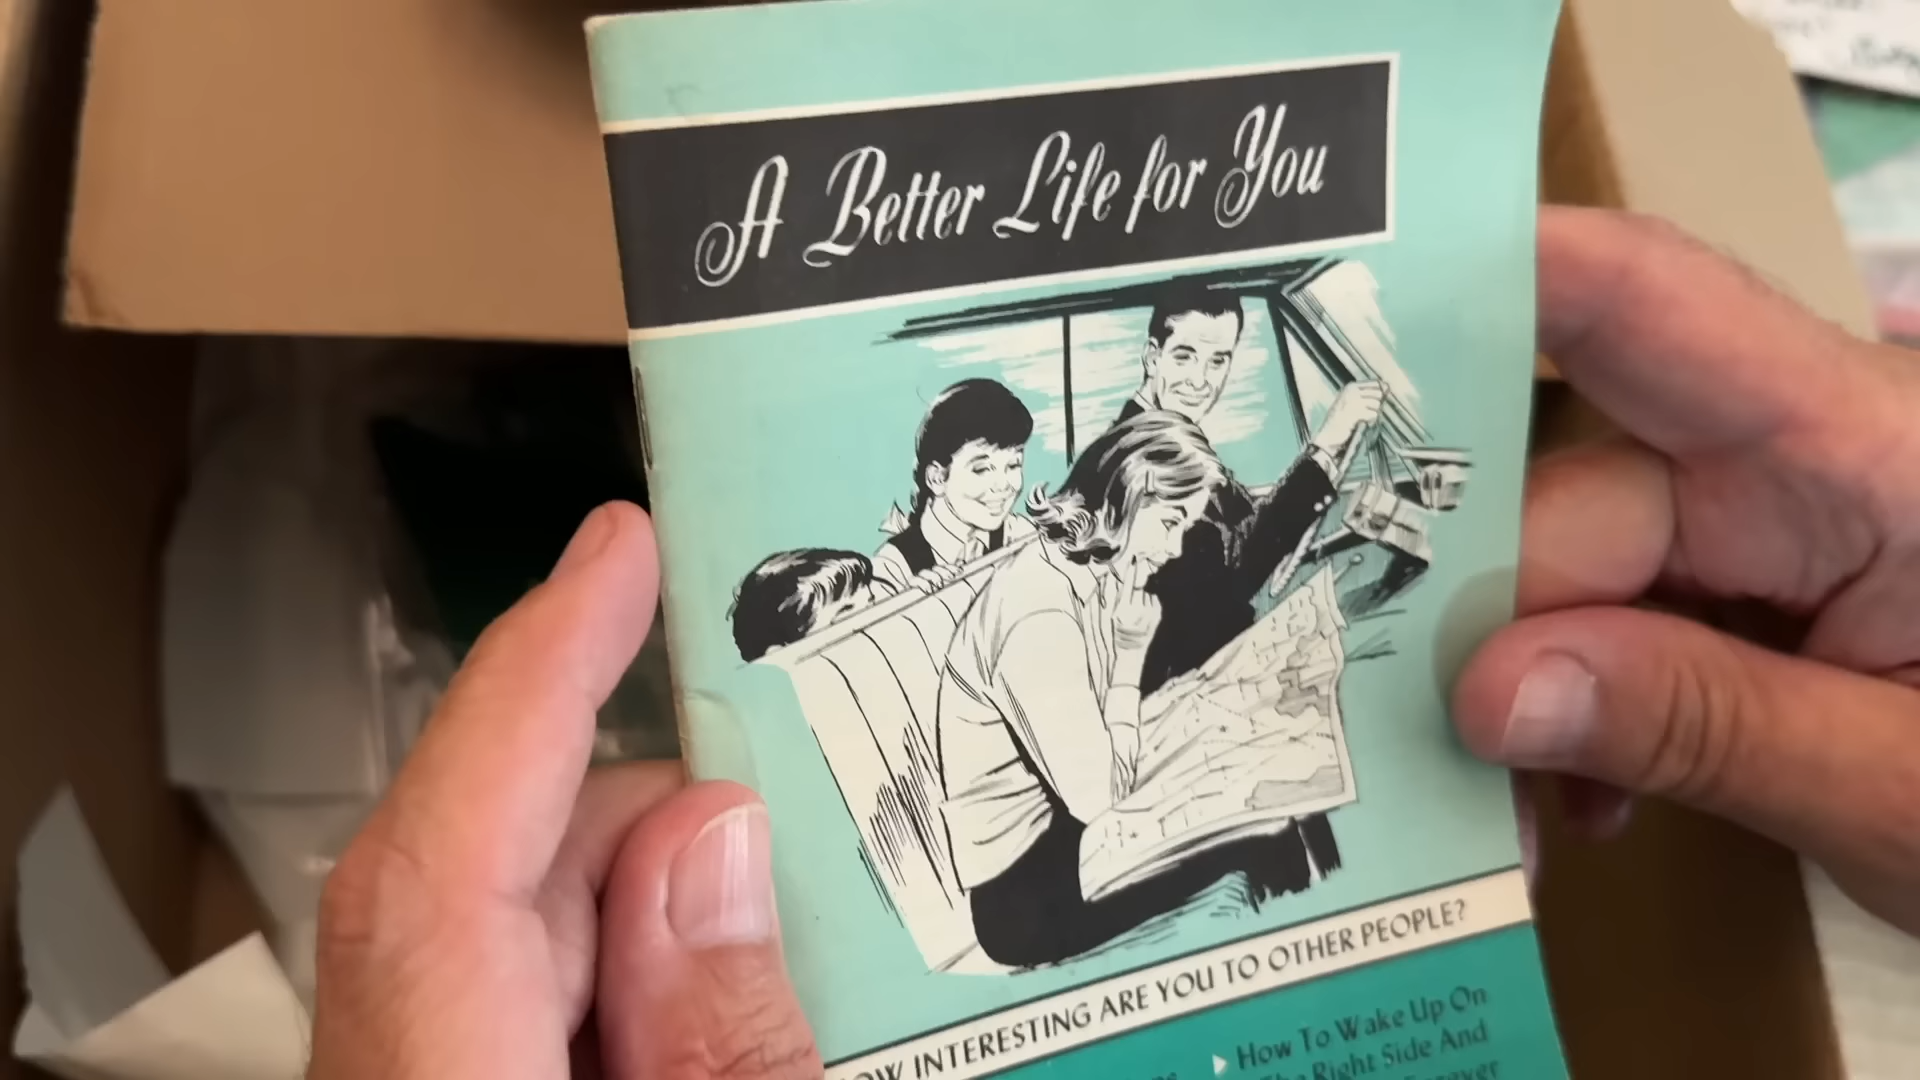 A Better Life for You
HOW INTERESTING ARE YOU TO OTHER PEOPLE?
How To Wake Up On
The Right Side And
Forever